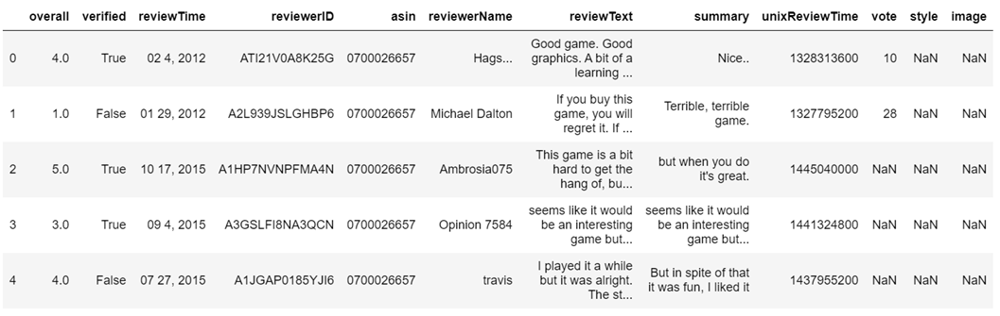 overall verified reviewTime reviewerID asin reviewerName reviewText summary unixReviewTime vote style image
0 4.0 True 02 4, 2012 ATI21V0A8K25G 0700026657 Hags... Good game. Good
graphics. A bit of a
learning ... Nice.. 1328313600 10 NaN NaN
1 1.0 False 01 29, 2012 A2L939JSLGHBP6 0700026657 Michael Dalton If you buy this
game, you will
regret it. If ... Terrible, terrible
game. 1327795200 28 NaN NaN
2 5.0 True 10 17, 2015 A1HP7NVNPFMA4N 0700026657 Ambrosia075 This game is a bit
hard to get the
hang of, bu... but when you do
it's great. 1445040000 NaN NaN NaN
3 3.0 True 09 4, 2015 A3GSLFI8NA3QCN 0700026657 Opinion 7584 seems like it would
be an interesting
game but... seems like it would
be an interesting
game but... 1441324800 NaN NaN NaN
4 4.0 False 07 27, 2015 A1JGAP0185YJI6 0700026657 travis I played it a while
but it was alright.
The st... But in spite of that
it was fun, I liked it 1437955200 NaN NaN NaN